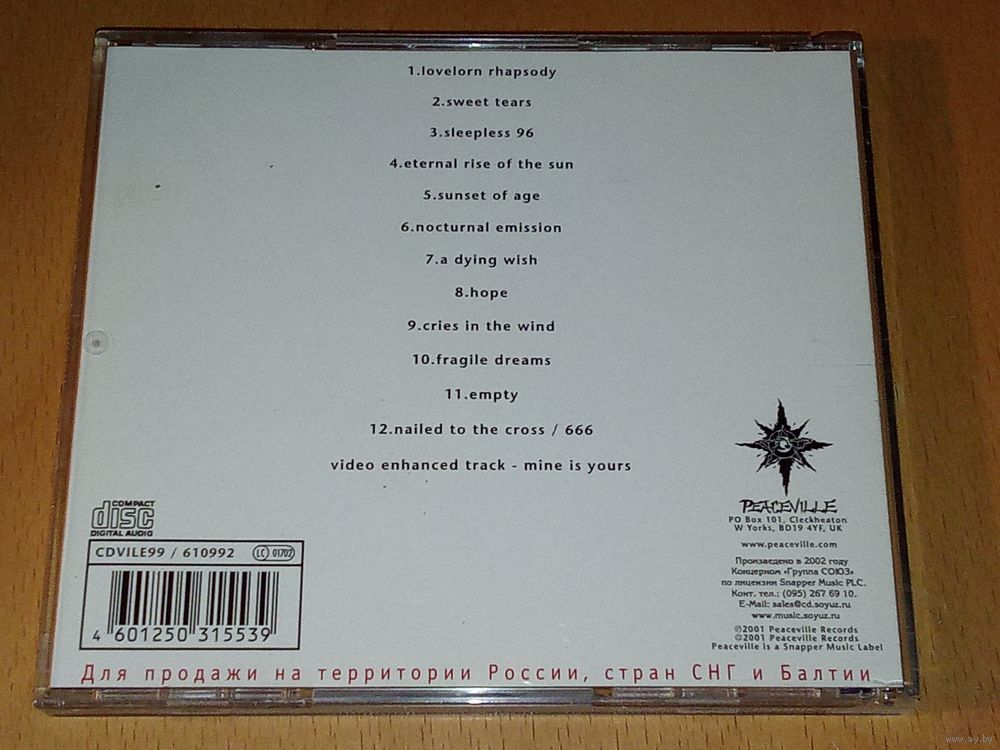 1.lovelorn rhapsody
2.sweet tears
3.sleepless 96
4.eternal rise of the sun
5.sunset of age
6.nocturnal emission
7.a dying wish
8.hope
9.cries in the wind
10.fragile dreams
11.empty
12.nailed to the cross / 666
video enhanced track - mine is yours
COMPACT
disc
DIGITAL AUDIO
CDVILE99 / 610992 LC 01702
4 601250 315539
PEACEVILLE
PO Box 101, Cleckheaton
W Yorks, BD19 4YF, UK
www.peaceville.com
Произведено в 2002 году
Концерном «Группа СОЮЗ»
по лицензии Snapper Music PLC.
Конт. тел.: (095) 267 69 10.
E-Mail: sales@cd.soyuz.ru
www.music.soyuz.ru
℗2001 Peaceville Records
©2001 Peaceville Records
Peaceville is a Snapper Music Label
Для продажи на территории России, стран СНГ и Балтии
www.ay.by